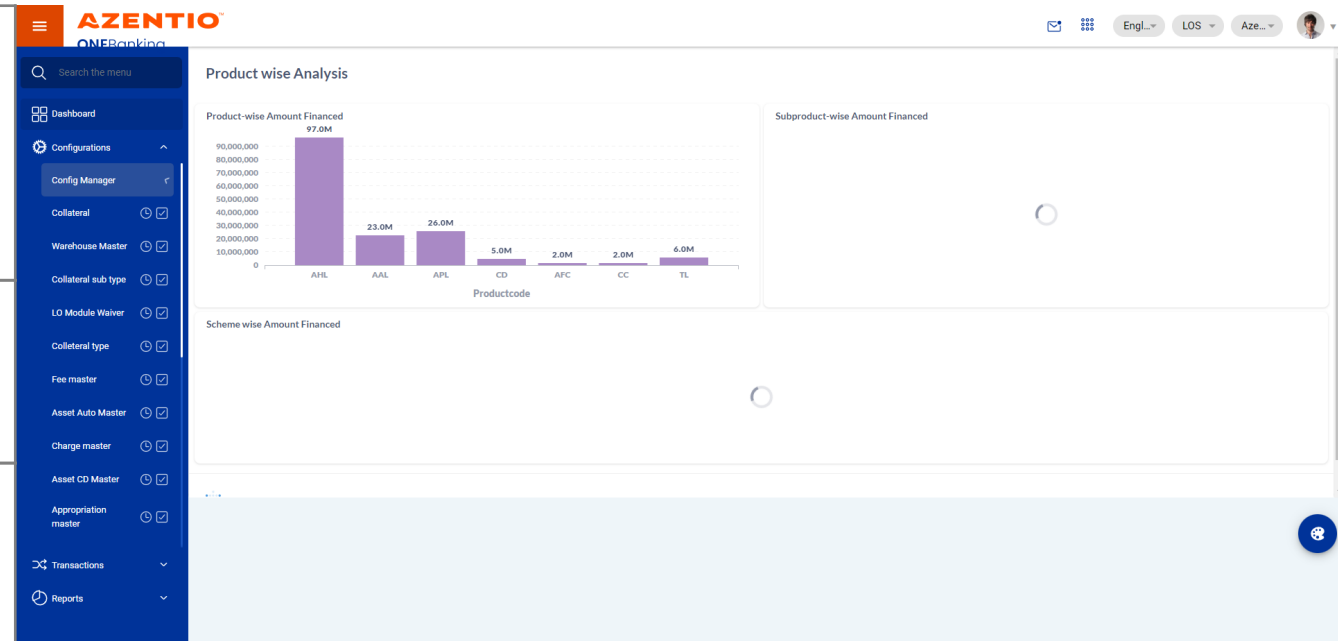 AZENTIO
ONEBanking
Engl...
LOS
Aze...
Search the menu
Dashboard
Configurations
Config Manager
Collateral
Warehouse Master
Collateral sub type
LO Module Waiver
Colleteral type
Fee master
Asset Auto Master
Charge master
Asset CD Master
Appropriation
master
Transactions
Reports
Product wise Analysis
Product-wise Amount Financed
97.0M
90,000,000
80,000,000
70,000,000
60,000,000
50,000,000
40,000,000
30,000,000
20,000,000
10,000,000
0
23.0M
26.0M
5.0M
2.0M
2.0M
6.0M
AHL
AAL
APL
CD
AFC
CC
TL
Productcode
Subproduct-wise Amount Financed
Scheme wise Amount Financed